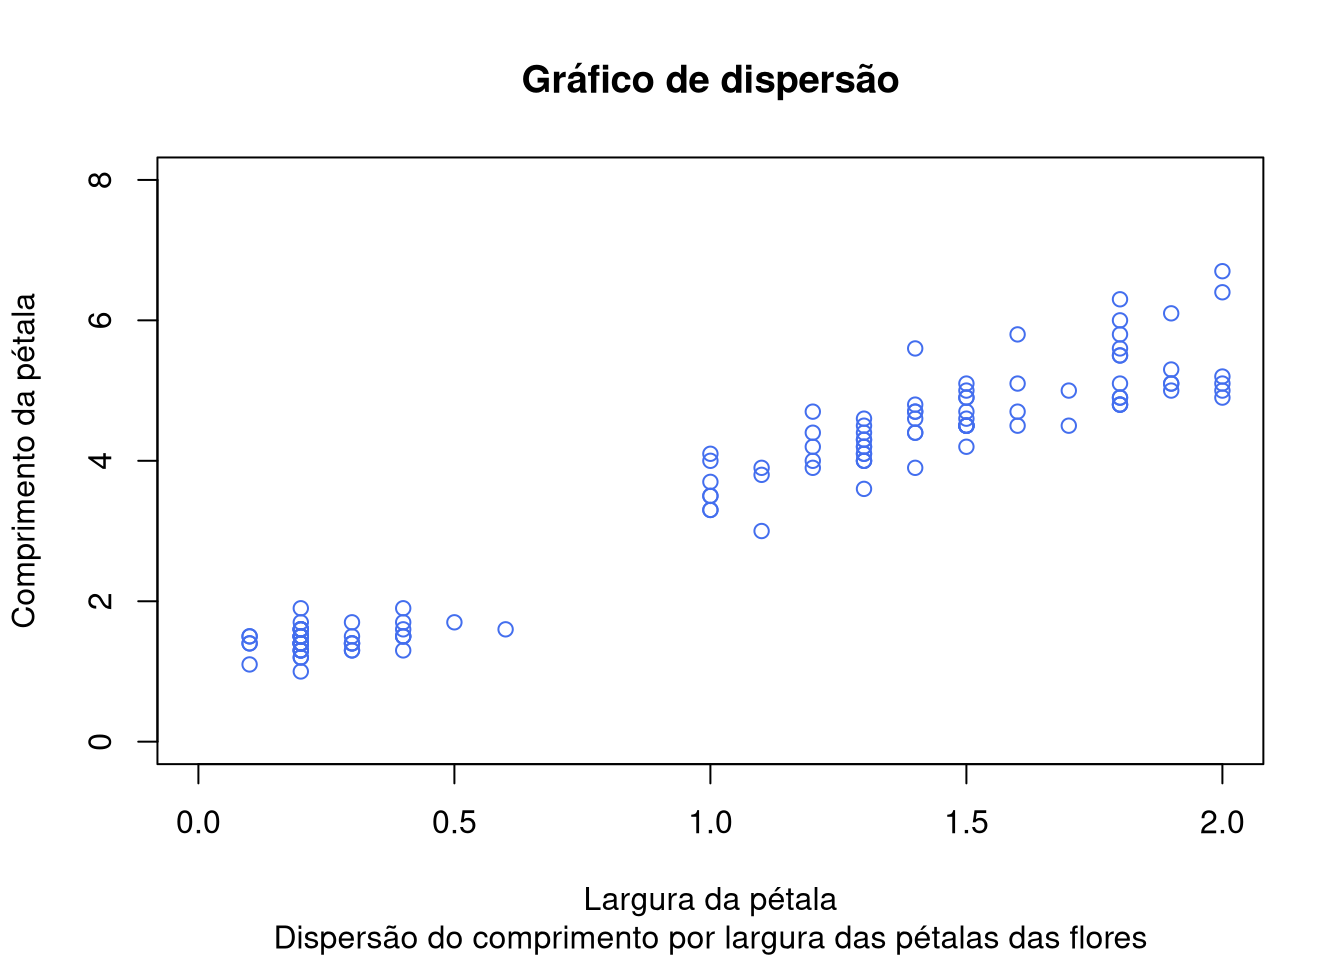 Gráfico de dispersão
Comprimento da pétala
8
6
4
2
0
0.0 0.5 1.0 1.5 2.0
Largura da pétala
Dispersão do comprimento por largura das pétalas das flores